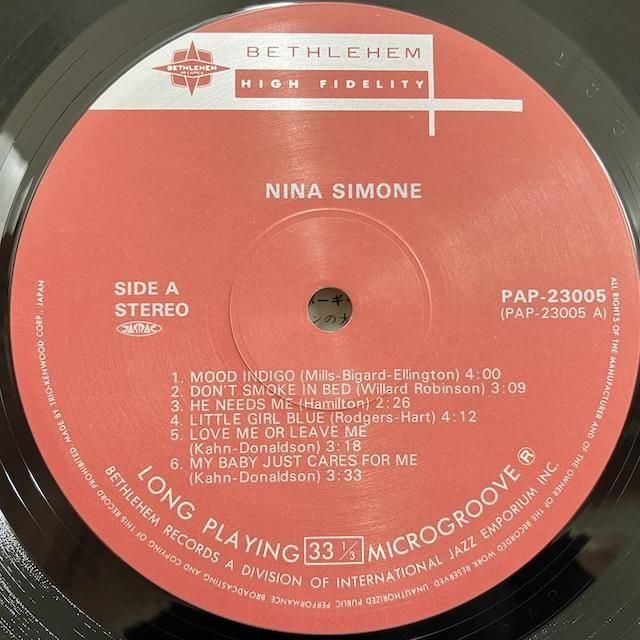 BETHLEHEM
RECORDS
BETHLEHEM
HIGH FIDELITY
NINA SIMONE
SIDE A
STEREO
JASRAC
PAP-23005
(PAP-23005 A)
1. MOOD INDIGO (Mills-Bigard-Ellington) 4:00
2. DON'T SMOKE IN BED (Willard Robinson) 3:09
3. HE NEEDS ME (Hamilton) 2:26
4. LITTLE GIRL BLUE (Rodgers-Hart) 4:12
5. LOVE ME OR LEAVE ME
(Kahn-Donaldson) 3:18
6. MY BABY JUST CARES FOR ME
(Kahn-Donaldson) 3:33
LONG PLAYING 33 1/3 MICROGROOVE ®
BETHLEHEM RECORDS A DIVISION OF INTERNATIONAL JAZZ EMPORIUM INC.
ALL RIGHTS OF THE MANUFACTURER AND OF THE OWNER OF THE RECORDED WORK RESERVED. UNAUTHORIZED PUBLIC PERFORMANCE BROADCASTING AND COPYING OF THIS RECORD PROHIBITED MADE BY TRIO-KENWOOD CORP., JAPAN